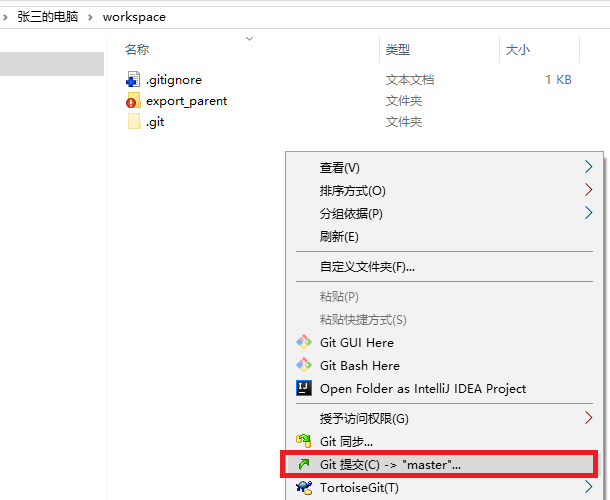 张三的电脑 workspace
名称 类型 大小
.gitignore 文本文档 1 KB
export_parent 文件夹
.git 文件夹
查看(V)
排序方式(O)
分组依据(P)
刷新(E)
自定义文件夹(F)...
粘贴(P)
粘贴快捷方式(S)
Git GUI Here
Git Bash Here
Open Folder as IntelliJ IDEA Project
授予访问权限(G)
Git 同步...
Git 提交(C) -> "master"...
TortoiseGit(T)